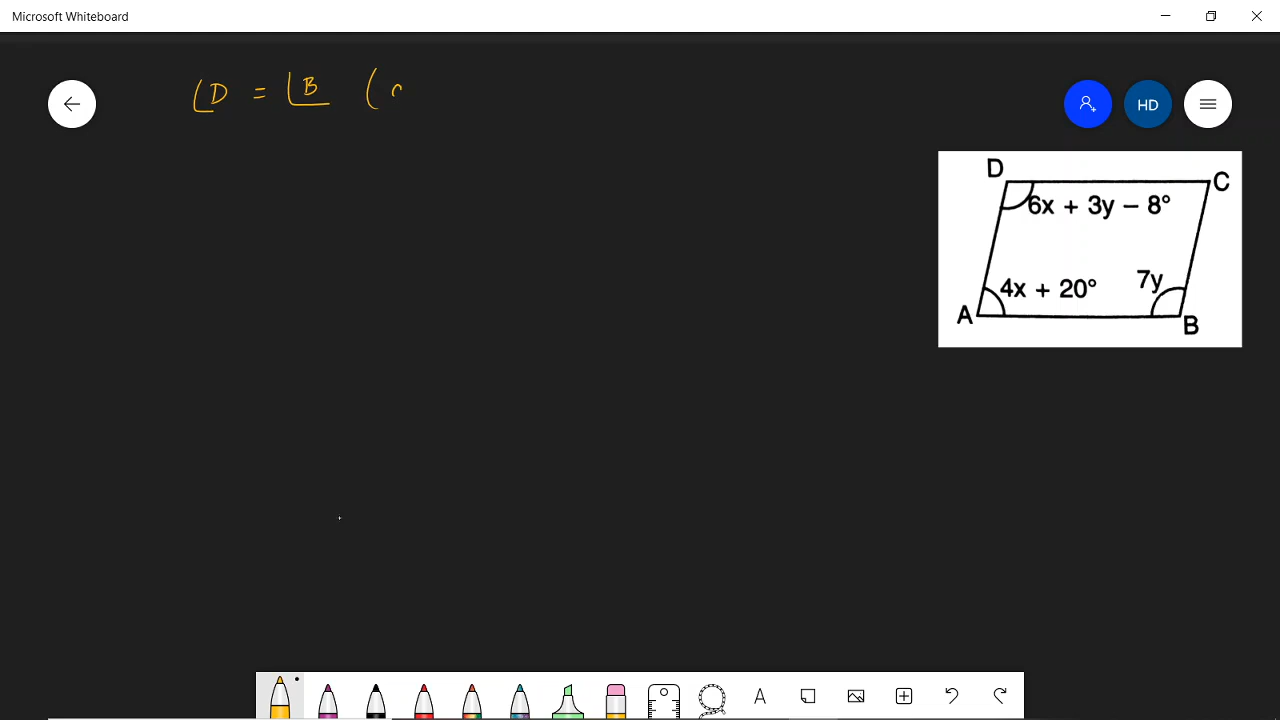 Microsoft Whiteboard
∠D = ∠B (
HD
D
C
6x + 3y − 8°
4x + 20°
7y
A
B
A